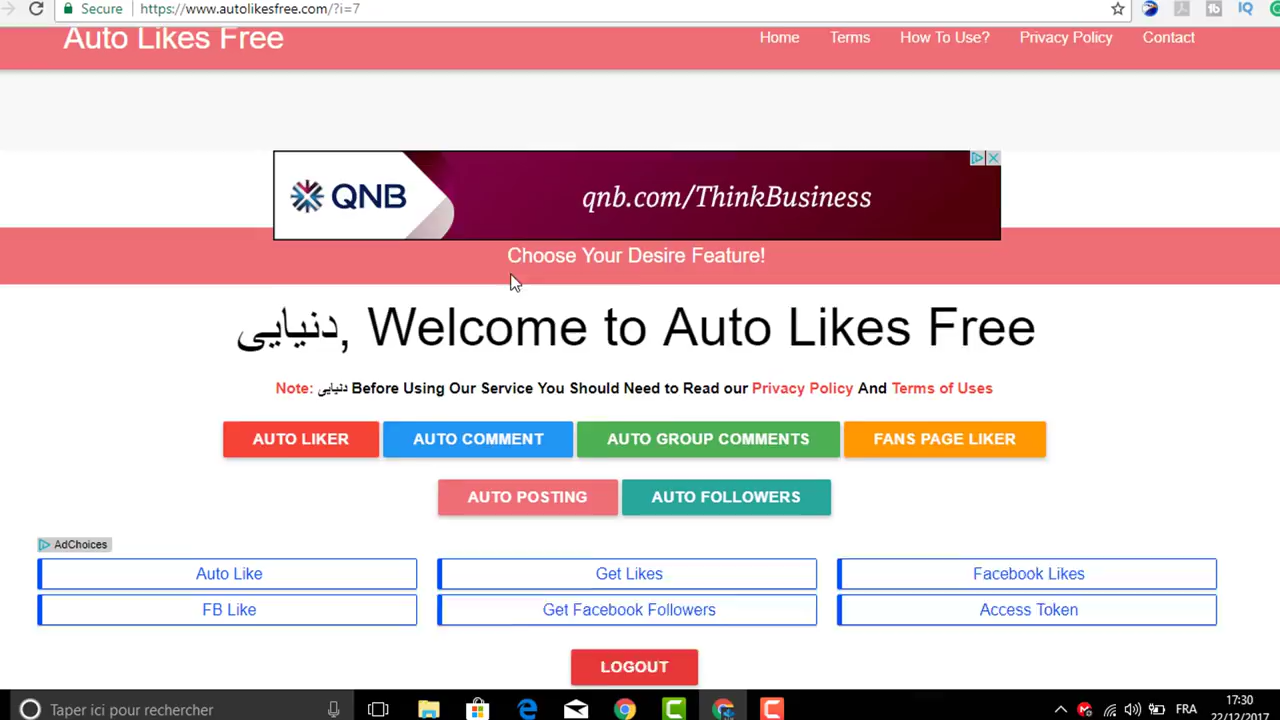 Secure https://www.autolikesfree.com/?i=7
Auto Likes Free
Home Terms How To Use? Privacy Policy Contact
QNB qnb.com/ThinkBusiness
Choose Your Desire Feature!
دنیایی, Welcome to Auto Likes Free
Note: دنیایی Before Using Our Service You Should Need to Read our Privacy Policy And Terms of Uses
AUTO LIKER AUTO COMMENT AUTO GROUP COMMENTS FANS PAGE LIKER
AUTO POSTING AUTO FOLLOWERS
AdChoices
Auto Like Get Likes Facebook Likes
FB Like Get Facebook Followers Access Token
LOGOUT
Taper ici pour rechercher FRA 17:30
22/12/2017